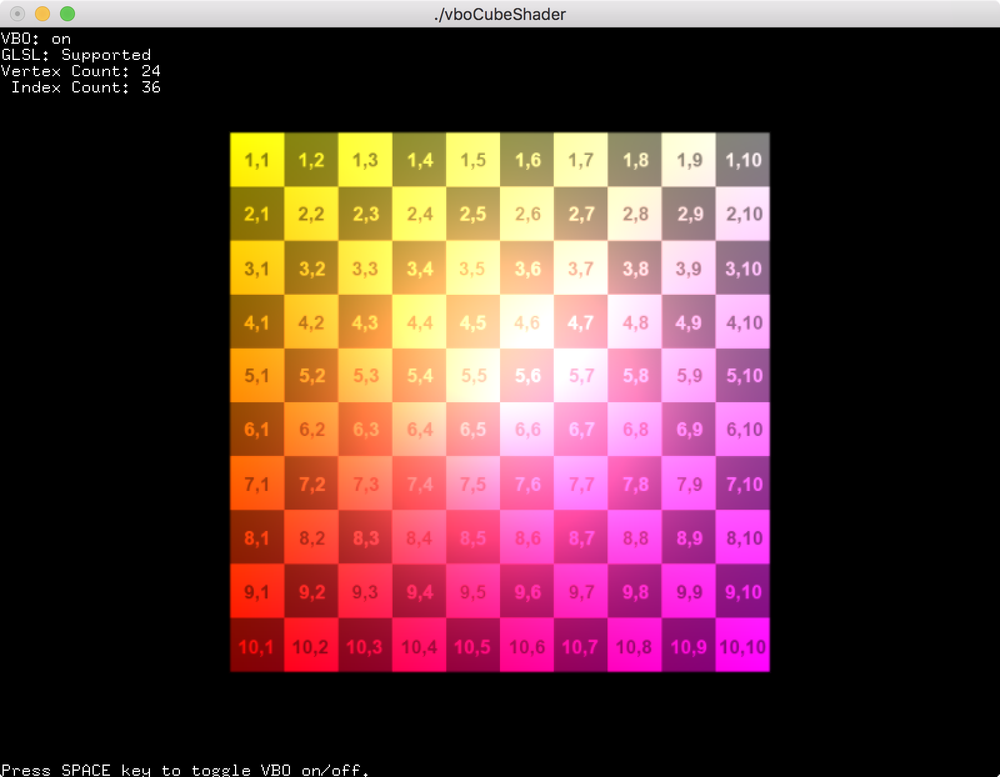 ./vboCubeShader
VBO: on
GLSL: Supported
Vertex Count: 24
Index Count: 36
1,1 1,2 1,3 1,4 1,5 1,6 1,7 1,8 1,9 1,10
2,1 2,2 2,3 2,4 2,5 2,6 2,7 2,8 2,9 2,10
3,1 3,2 3,3 3,4 3,5 3,6 3,7 3,8 3,9 3,10
4,1 4,2 4,3 4,4 4,5 4,6 4,7 4,8 4,9 4,10
5,1 5,2 5,3 5,4 5,5 5,6 5,7 5,8 5,9 5,10
6,1 6,2 6,3 6,4 6,5 6,6 6,7 6,8 6,9 6,10
7,1 7,2 7,3 7,4 7,5 7,6 7,7 7,8 7,9 7,10
8,1 8,2 8,3 8,4 8,5 8,6 8,7 8,8 8,9 8,10
9,1 9,2 9,3 9,4 9,5 9,6 9,7 9,8 9,9 9,10
10,1 10,2 10,3 10,4 10,5 10,6 10,7 10,8 10,9 10,10
Press SPACE key to toggle VBO on/off.